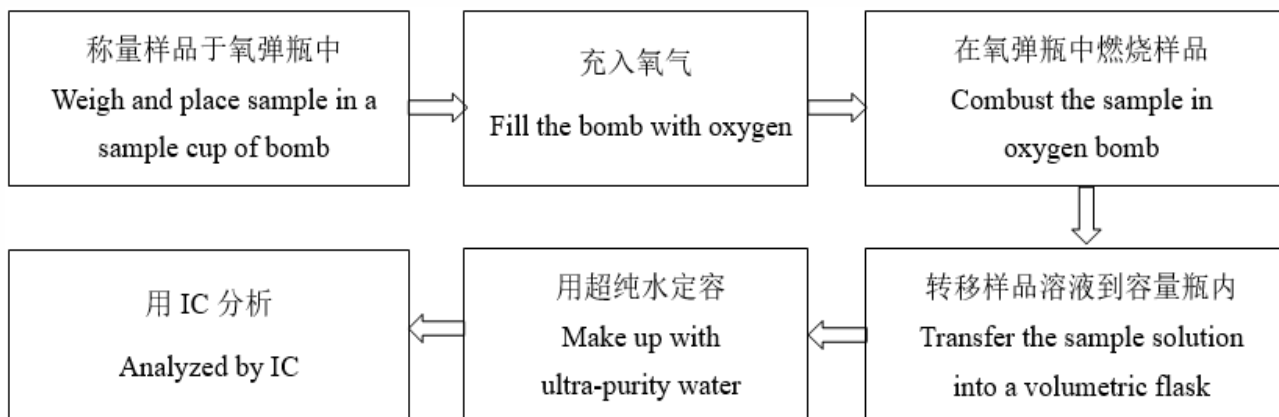 称量样品于氧弹瓶中
Weigh and place sample in a
sample cup of bomb
充入氧气
Fill the bomb with oxygen
在氧弹瓶中燃烧样品
Combust the sample in
oxygen bomb
转移样品溶液到容量瓶内
Transfer the sample solution
into a volumetric flask
用超纯水定容
Make up with
ultra-purity water
用 IC 分析
Analyzed by IC